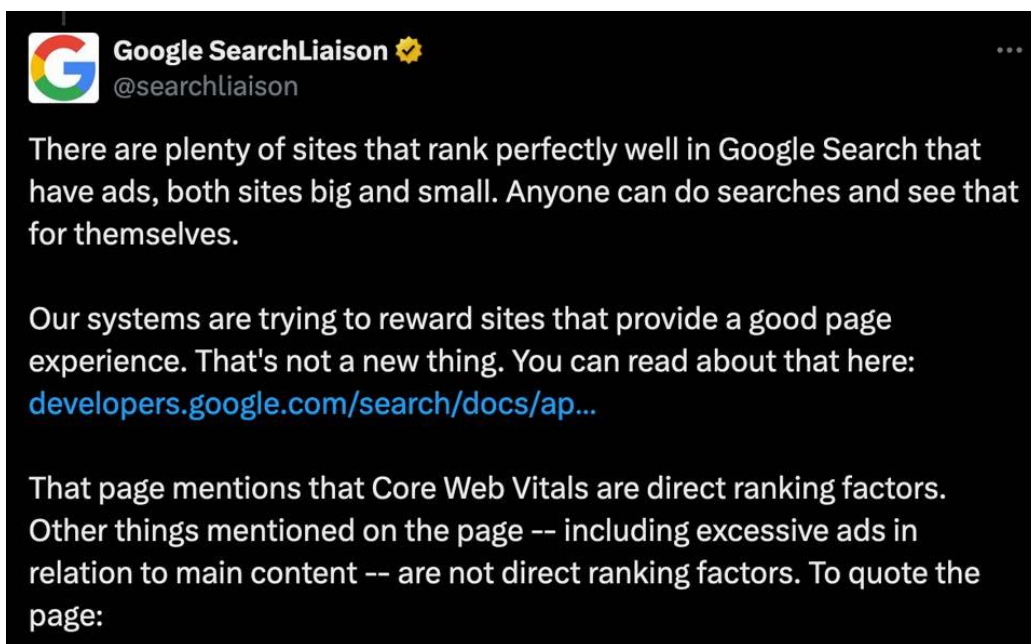 Google SearchLiaison
@searchliaison
There are plenty of sites that rank perfectly well in Google Search that
have ads, both sites big and small. Anyone can do searches and see that
for themselves.
Our systems are trying to reward sites that provide a good page
experience. That's not a new thing. You can read about that here:
developers.google.com/search/docs/ap...
That page mentions that Core Web Vitals are direct ranking factors.
Other things mentioned on the page -- including excessive ads in
relation to main content -- are not direct ranking factors. To quote the
page: